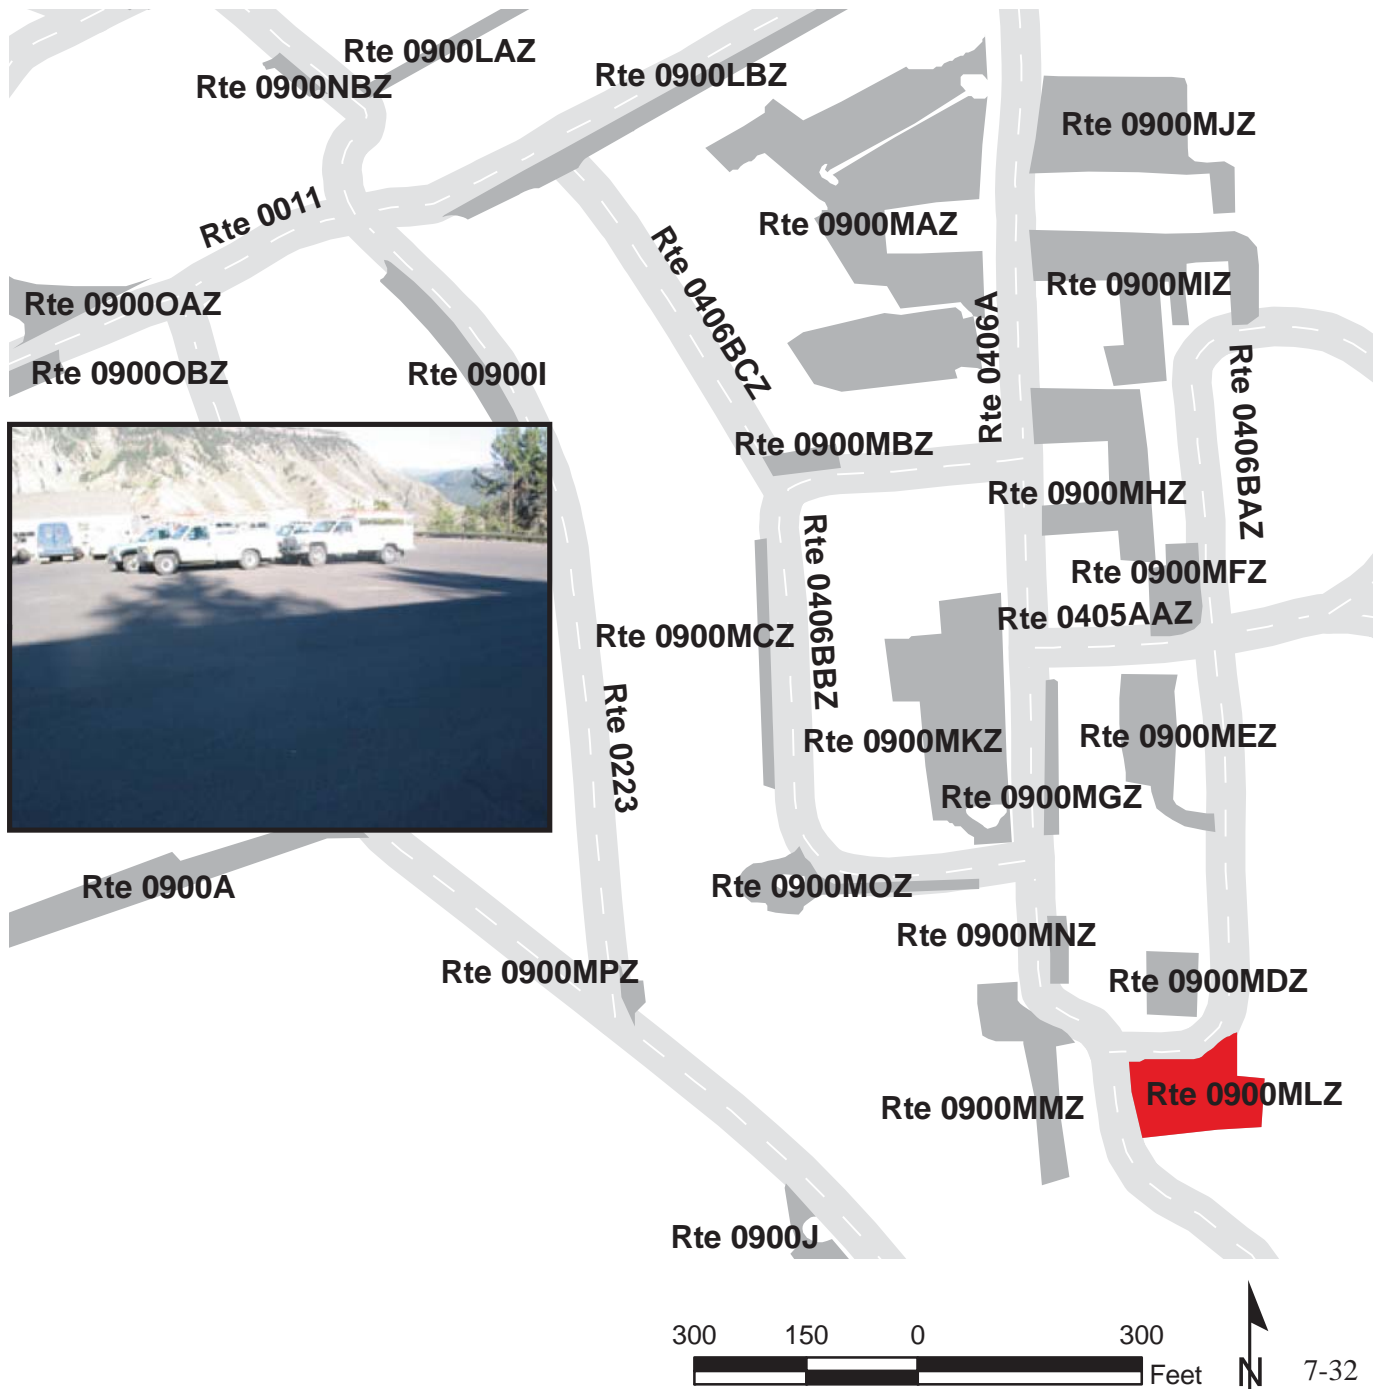 Rte 0900LAZ
Rte 0900NBZ
Rte 0900LBZ
Rte 0900MJZ
Rte 0011
Rte 0900MAZ
Rte 0406BCZ
Rte 0900MIZ
Rte 0900OAZ
Rte 0406A
Rte 0900OBZ
Rte 0900I
Rte 0406BAZ
Rte 0900MBZ
Rte 0900MHZ
Rte 0406BBZ
Rte 0900MFZ
Rte 0405AAZ
Rte 0900MCZ
Rte 0223
Rte 0900MKZ
Rte 0900MEZ
Rte 0900MGZ
Rte 0900A
Rte 0900MOZ
Rte 0900MNZ
Rte 0900MPZ
Rte 0900MDZ
Rte 0900MMZ
Rte 0900MLZ
Rte 0900J
300 150 0 300
Feet
N
7-32